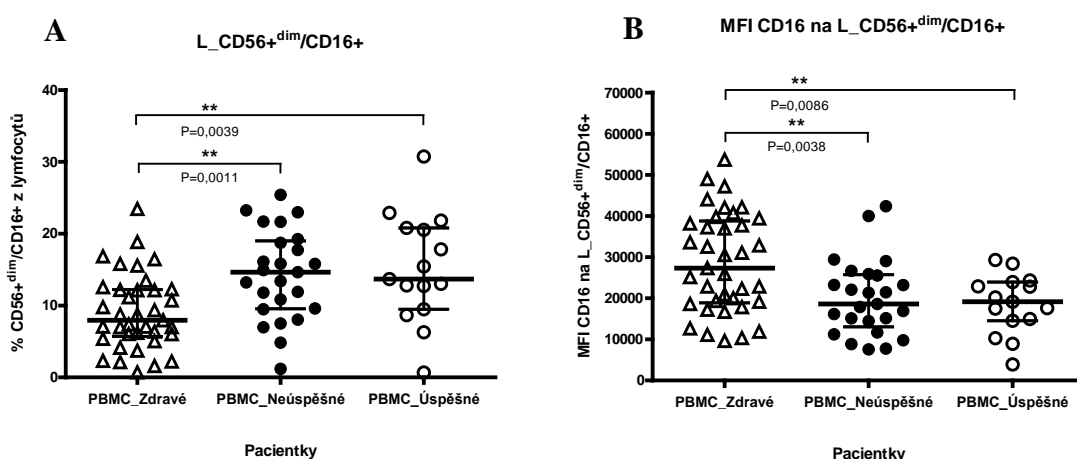 A
L_CD56+dim/CD16+
% CD56+dim/CD16+ z lymfocytů
40
30
20
10
0
**
P=0,0039
**
P=0,0011
PBMC_Zdravé
PBMC_Neúspěšné
PBMC_Úspěšné
Pacientky
B
MFI CD16 na L_CD56+dim/CD16+
MFI CD16 na L_CD56+dim/CD16+
70000
60000
50000
40000
30000
20000
10000
0
**
P=0,0086
**
P=0,0038
PBMC_Zdravé
PBMC_Neúspěšné
PBMC_Úspěšné
Pacientky